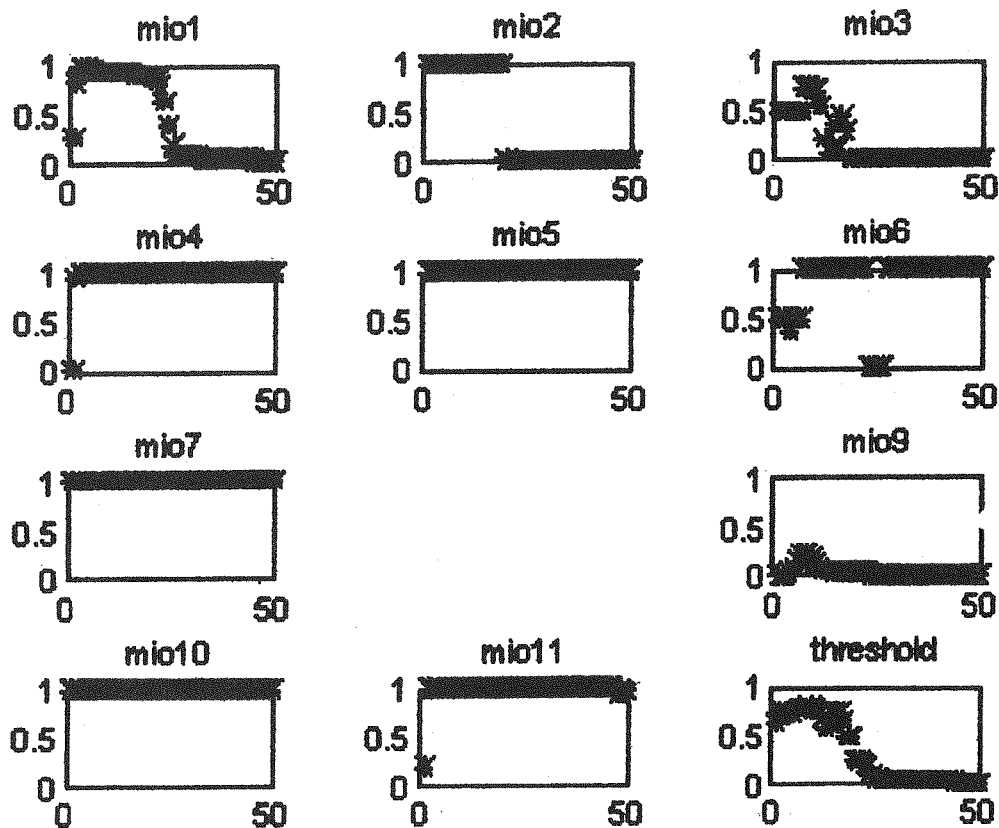 mio1 mio2 mio3
1 1 1
0.5 0.5 0.5
0 0 0
0 50 0 50 0 50
mio4 mio5 mio6
1 1 1
0.5 0.5 0.5
0 0 0
0 50 0 50 0 50
mio7 mio9
1 1
0.5 0.5
0 0
0 50 0 50
mio10 mio11 threshold
1 1 1
0.5 0.5 0.5
0 0 0
0 50 0 50 0 50